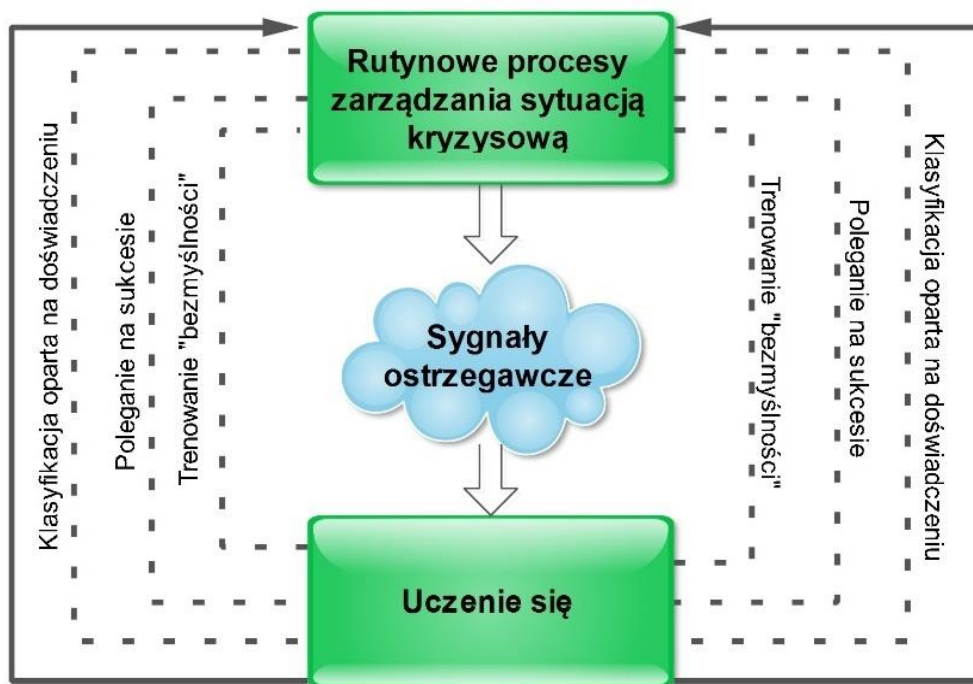 Rutynowe procesy
zarządzania sytuacją
kryzysową
Klasyfikacja oparta na doświadczeniu
Poleganie na sukcesie
Trenowanie "bezmyślności"
Sygnały
ostrzegawcze
Trenowanie "bezmyślności"
Poleganie na sukcesie
Klasyfikacja oparta na doświadczeniu
Uczenie się